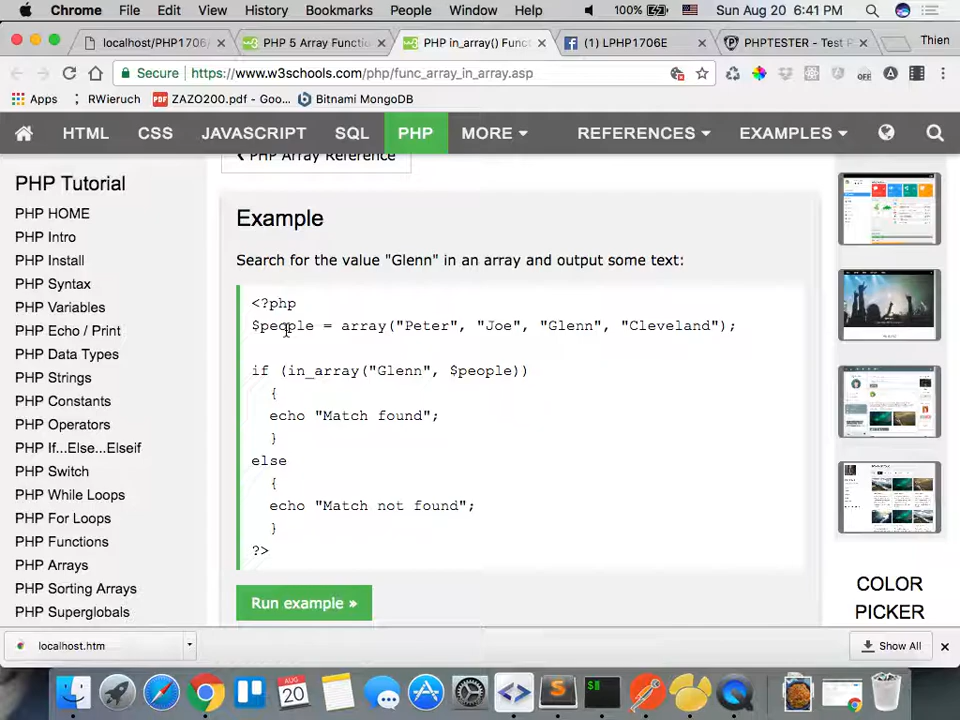 Chrome File Edit View History Bookmarks People Window Help 100% Sun Aug 20 6:41 PM
localhost/PHP1706 PHP 5 Array Functio PHP in_array() Funct (1) LPHP1706E PHPTESTER - Test P Thien
Secure https://www.w3schools.com/php/func_array_in_array.asp
Apps RWieruch ZAZO200.pdf - Goo... Bitnami MongoDB
HTML CSS JAVASCRIPT SQL PHP MORE REFERENCES EXAMPLES
PHP Array Reference
PHP Tutorial
PHP HOME
PHP Intro
PHP Install
PHP Syntax
PHP Variables
PHP Echo / Print
PHP Data Types
PHP Strings
PHP Constants
PHP Operators
PHP If...Else...Elseif
PHP Switch
PHP While Loops
PHP For Loops
PHP Functions
PHP Arrays
PHP Sorting Arrays
PHP Superglobals
Example
Search for the value "Glenn" in an array and output some text:
<?php
$people = array("Peter", "Joe", "Glenn", "Cleveland");
if (in_array("Glenn", $people))
{
echo "Match found";
}
else
{
echo "Match not found";
}
?>
Run example »
COLOR
PICKER
localhost.htm Show All
AUG
20